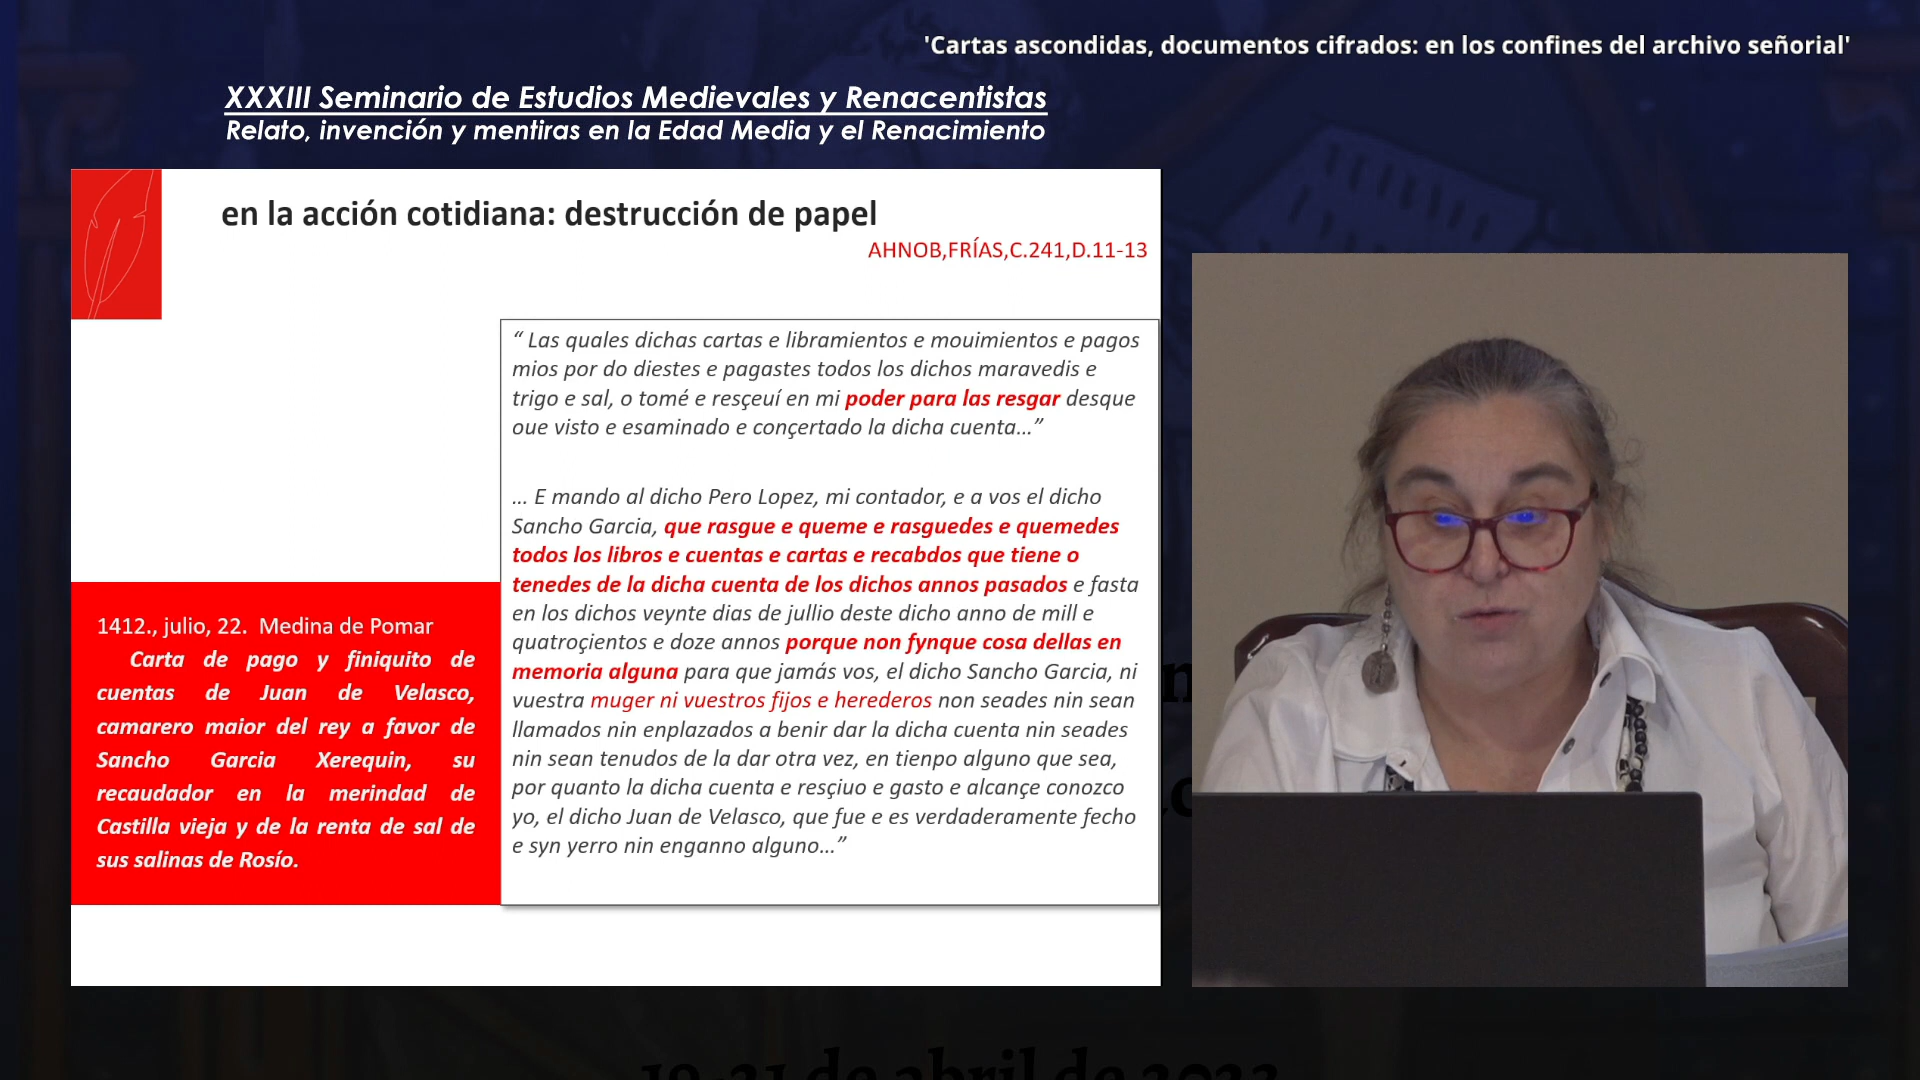 'Cartas ascondidas, documentos cifrados: en los confines del archivo señorial'
XXXIII Seminario de Estudios Medievales y Renacentistas
Relato, invención y mentiras en la Edad Media y el Renacimiento
en la acción cotidiana: destrucción de papel
AHNOB,FRÍAS,C.241,D.11-13
“ Las quales dichas cartas e libramientos e mouimientos e pagos
mios por do diestes e pagastes todos los dichos maravedis e
trigo e sal, o tomé e resçeuí en mi poder para las resgar desque
oue visto e esaminado e conçertado la dicha cuenta...”
... E mando al dicho Pero Lopez, mi contador, e a vos el dicho
Sancho Garcia, que rasgue e queme e rasguedes e quemedes
todos los libros e cuentas e cartas e recabdos que tiene o
tenedes de la dicha cuenta de los dichos annos pasados e fasta
en los dichos veynte dias de jullio deste dicho anno de mill e
quatroçientos e doze annos porque non fynque cosa dellas en
memoria alguna para que jamás vos, el dicho Sancho Garcia, ni
vuestra muger ni vuestros fijos e herederos non seades nin sean
llamados nin enplazados a benir dar la dicha cuenta nin seades
nin sean tenudos de la dar otra vez, en tienpo alguno que sea,
por quanto la dicha cuenta e resçiuo e gasto e alcançe conozco
yo, el dicho Juan de Velasco, que fue e es verdaderamente fecho
e syn yerro nin enganno alguno...”
1412., julio, 22. Medina de Pomar
Carta de pago y finiquito de
cuentas de Juan de Velasco,
camarero maior del rey a favor de
Sancho Garcia Xerequin, su
recaudador en la merindad de
Castilla vieja y de la renta de sal de
sus salinas de Rosío.
19-21 de abril de 2023